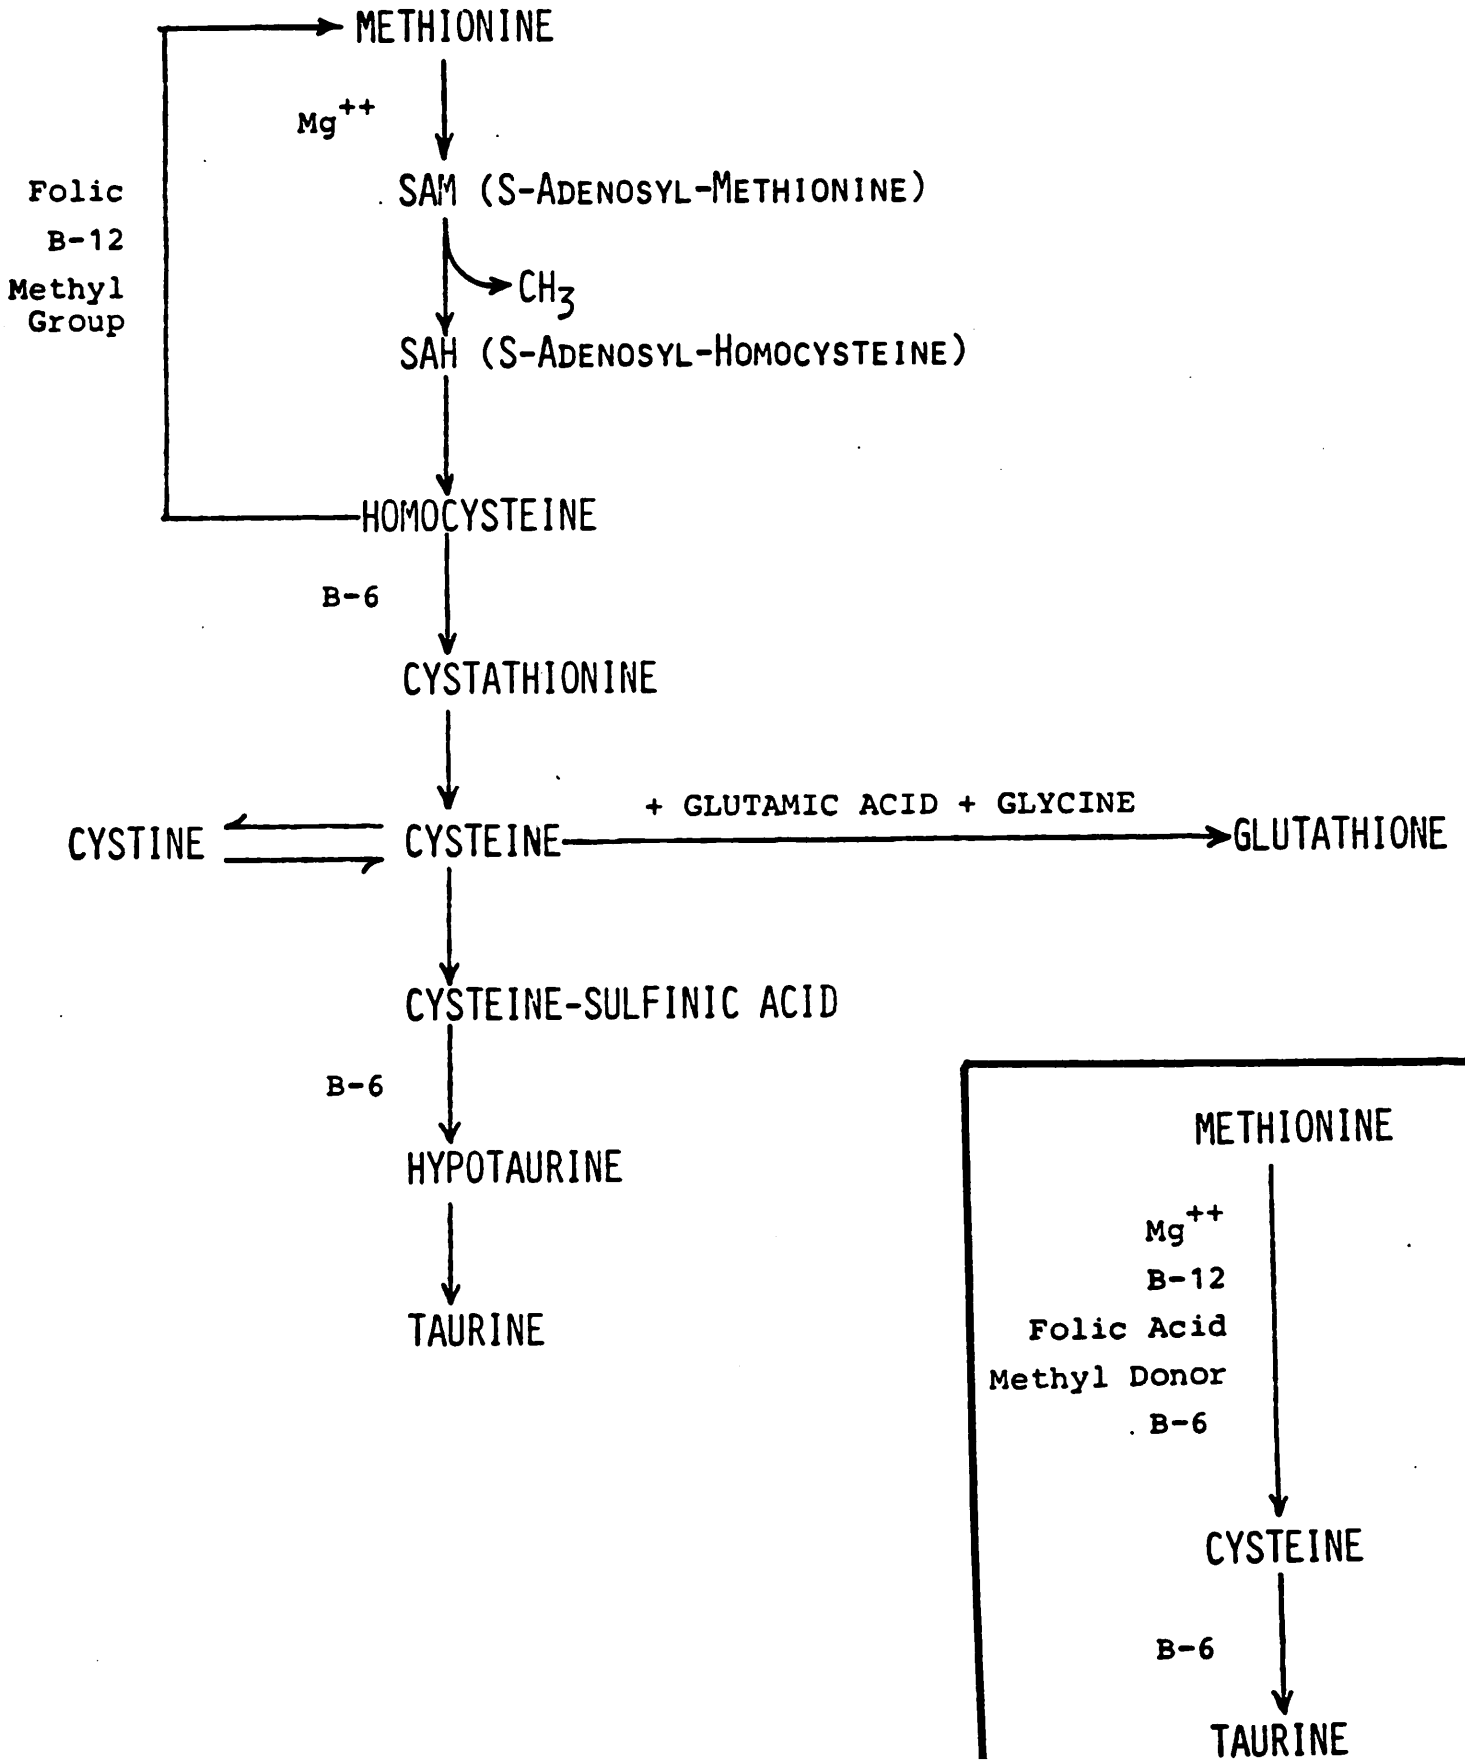 METHIONINE
Mg++
Folic
B-12
Methyl
Group
SAM (S-ADENOSYL-METHIONINE)
CH3
SAH (S-ADENOSYL-HOMOCYSTEINE)
HOMOCYSTEINE
B-6
CYSTATHIONINE
+ GLUTAMIC ACID + GLYCINE
CYSTINE CYSTEINE GLUTATHIONE
CYSTEINE-SULFINIC ACID
B-6
HYPOTAURINE
TAURINE
METHIONINE
Mg++
B-12
Folic Acid
Methyl Donor
B-6
CYSTEINE
B-6
TAURINE